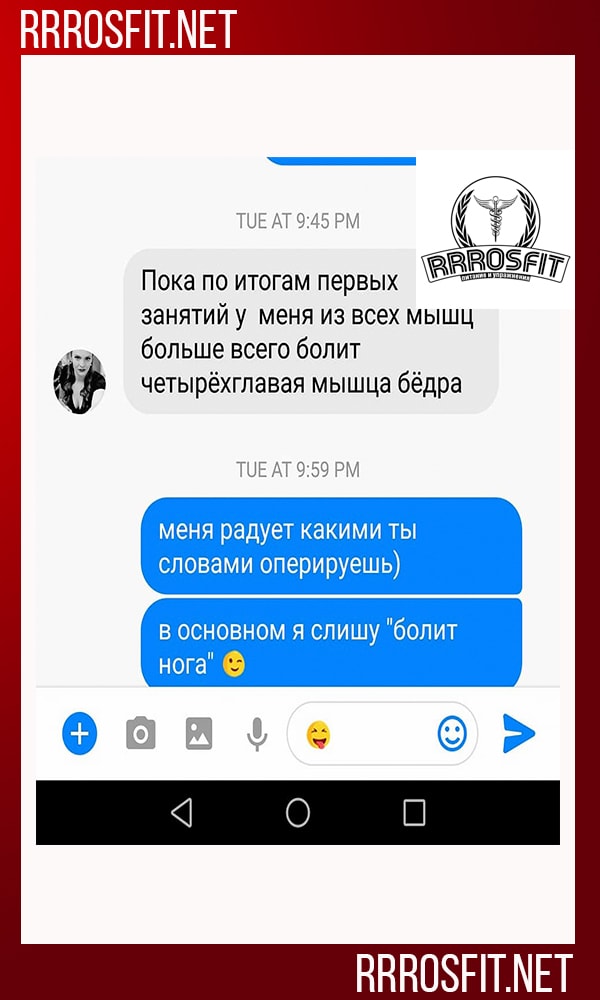 RRROSFIT.NET
TUE AT 9:45 PM
RRROSFIT
питание и упражнения
Пока по итогам первых
занятий у меня из всех мышц
больше всего болит
четырёхглавая мышца бёдра
TUE AT 9:59 PM
меня радует какими ты
словами оперируешь)
в основном я слышу "болит
нога" 😉
😝
RRROSFIT.NET